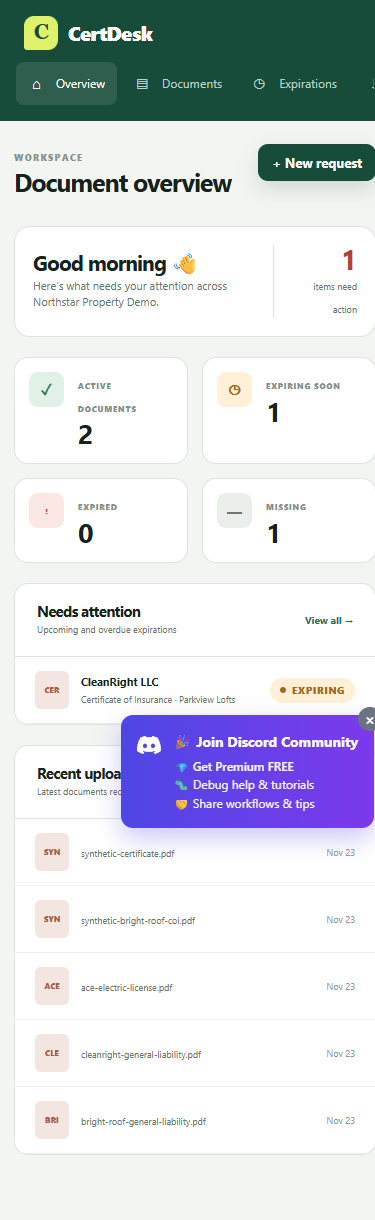 C CertDesk
Overview Documents Expirations
WORKSPACE
Document overview
+ New request
Good morning 👋
Here's what needs your attention across
Northstar Property Demo.
1
items need
action
ACTIVE
DOCUMENTS
2
EXPIRING SOON
1
EXPIRED
0
MISSING
1
Needs attention
Upcoming and overdue expirations
View all →
CER
CleanRight LLC
Certificate of Insurance · Parkview Lofts
EXPIRING
🎉 Join Discord Community
💎 Get Premium FREE
🐛 Debug help & tutorials
🤝 Share workflows & tips
×
Recent uploa
Latest documents rec
SYN synthetic-certificate.pdf Nov 23
SYN synthetic-bright-roof-coi.pdf Nov 23
ACE ace-electric-license.pdf Nov 23
CLE cleanright-general-liability.pdf Nov 23
BRI bright-roof-general-liability.pdf Nov 23